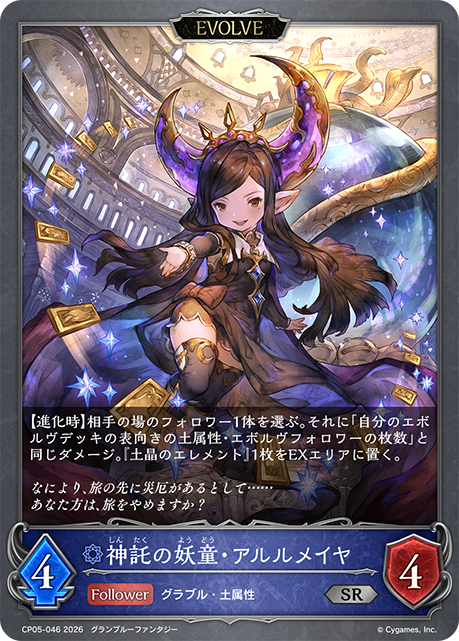 EVOLVE
【進化時】相手の場のフォロワー1体を選ぶ。それに「自分のエボ
ルヴデッキの表向きの土属性・エボルヴフォロワーの枚数」と
同じダメージ。『土晶のエレメント』1枚をEXエリアに置く。
なにより、旅の先に災厄があるとして……
あなた方は、旅をやめますか?
しん たく よう どう
神託の妖童・アルルメイヤ
4
Follower グラブル・土属性
SR
4
CP05-046 2026 グランブルーファンタジー
© Cygames, Inc.